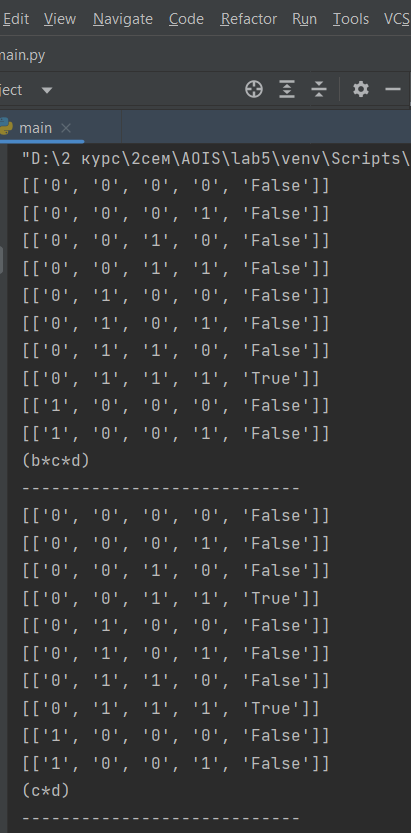 Edit View Navigate Code Refactor Run Tools VCS
main.py
ject
main
"D:\2 курс\2сем\AOIS\lab5\venv\Scripts\
[['0', '0', '0', '0', 'False']]
[['0', '0', '0', '1', 'False']]
[['0', '0', '1', '0', 'False']]
[['0', '0', '1', '1', 'False']]
[['0', '1', '0', '0', 'False']]
[['0', '1', '0', '1', 'False']]
[['0', '1', '1', '0', 'False']]
[['0', '1', '1', '1', 'True']]
[['1', '0', '0', '0', 'False']]
[['1', '0', '0', '1', 'False']]
(b*c*d)
----------------------------
[['0', '0', '0', '0', 'False']]
[['0', '0', '0', '1', 'False']]
[['0', '0', '1', '0', 'False']]
[['0', '0', '1', '1', 'True']]
[['0', '1', '0', '0', 'False']]
[['0', '1', '0', '1', 'False']]
[['0', '1', '1', '0', 'False']]
[['0', '1', '1', '1', 'True']]
[['1', '0', '0', '0', 'False']]
[['1', '0', '0', '1', 'False']]
(c*d)
----------------------------